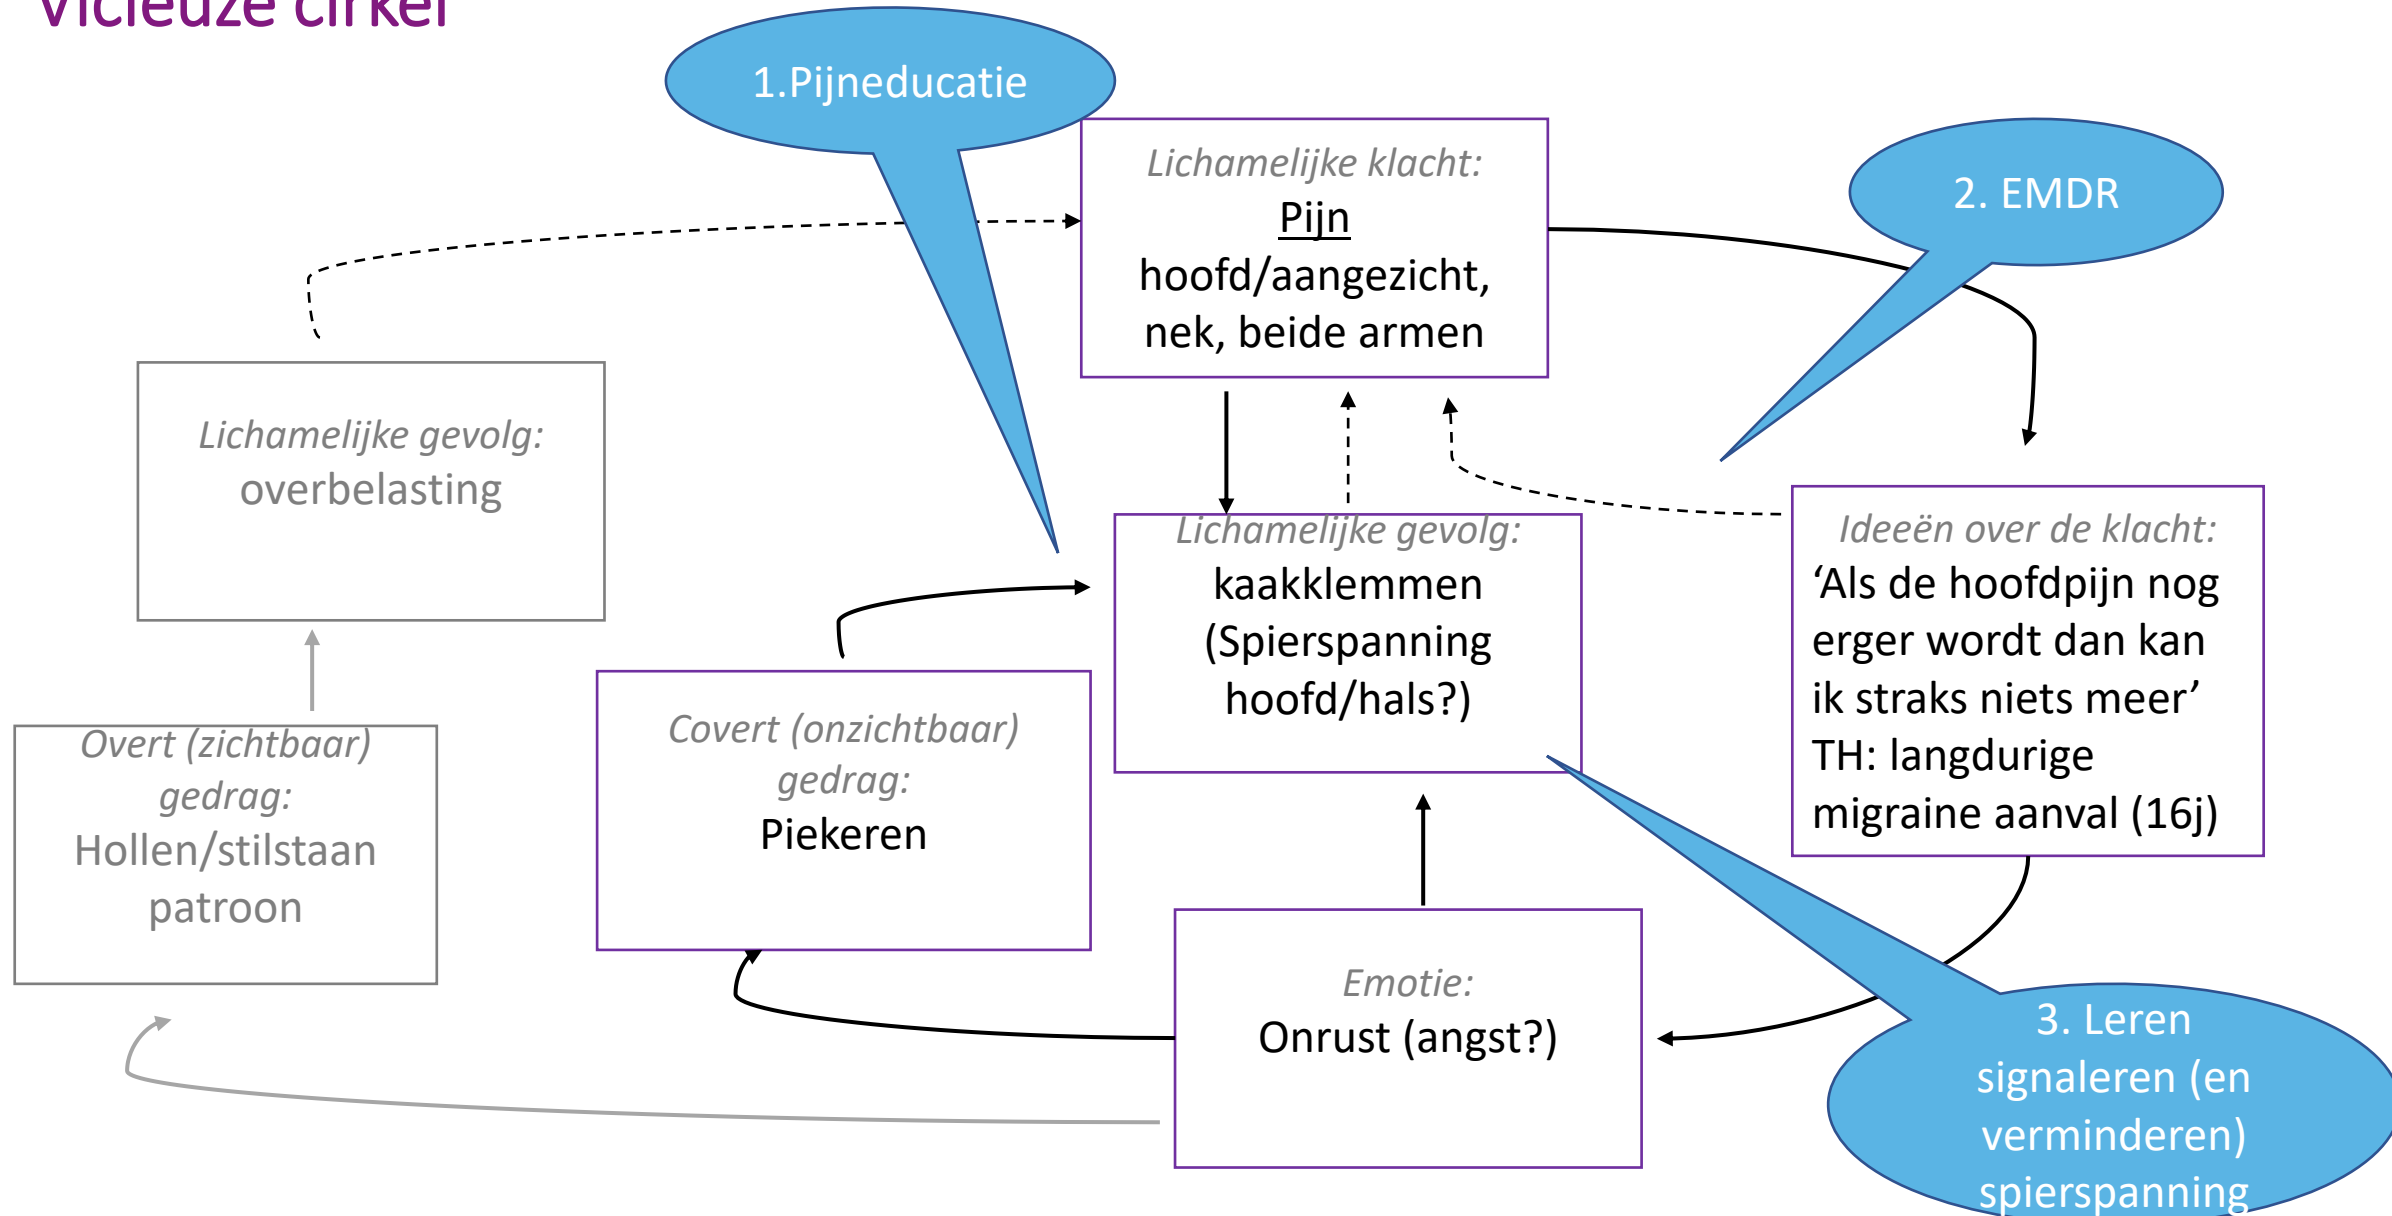 Vicieuze cirkel
1.Pijneducatie
Lichamelijke klacht:
Pijn
hoofd/aangezicht,
nek, beide armen
2. EMDR
Lichamelijke gevolg:
overbelasting
Lichamelijke gevolg:
kaakklemmen
(Spierspanning
hoofd/hals?)
Ideeën over de klacht:
‘Als de hoofdpijn nog
erger wordt dan kan
ik straks niets meer’
TH: langdurige
migraine aanval (16j)
Covert (onzichtbaar)
gedrag:
Piekeren
Overt (zichtbaar)
gedrag:
Hollen/stilstaan
patroon
Emotie:
Onrust (angst?)
3. Leren
signaleren (en
verminderen)
spierspanning